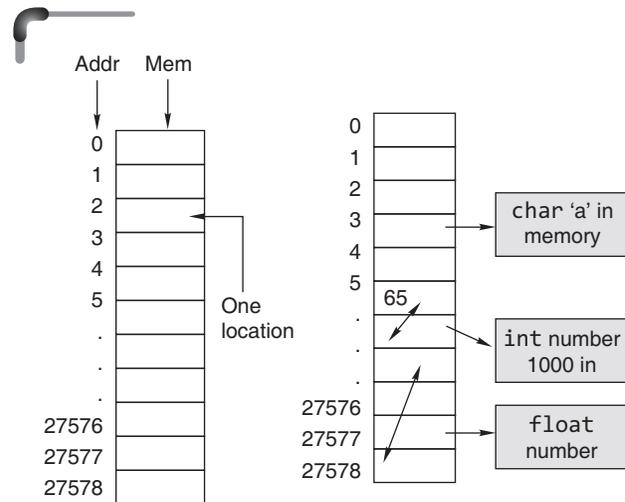 Addr Mem
0
1
2
3
4
5
.
.
.
27576
27577
27578
One
location
0
1
2
3
4
5
65
.
.
.
27576
27577
27578
char ‘a’ in
memory
int number
1000 in
float
number